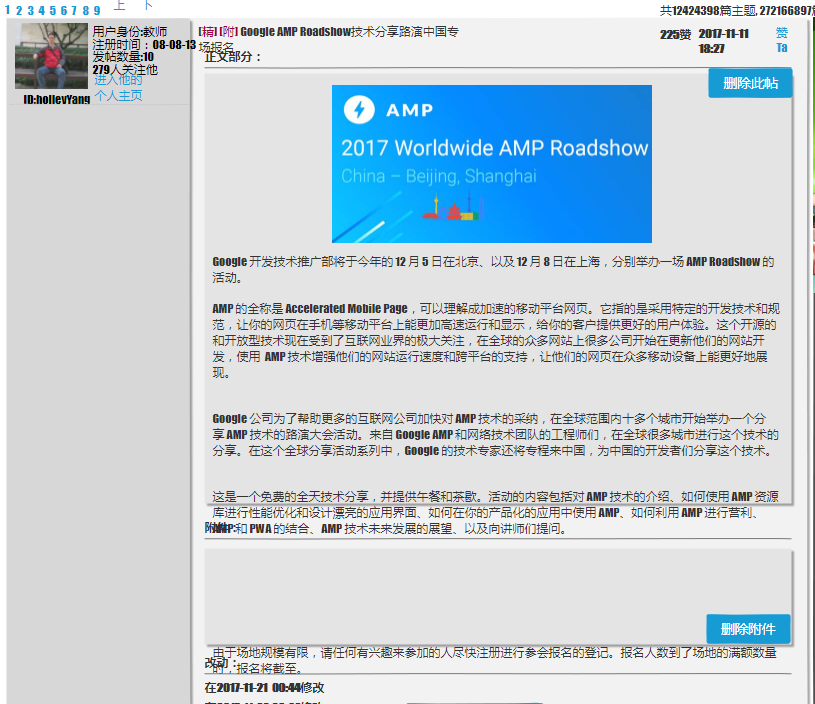 1 2 3 4 5 6 7 8 9 上 下
共12424398篇主题, 272166897
用户身份:教师
注册时间：08-08-13
发帖数量:10
279人关注他
进入他的
个人主页
ID:hollevYang
[精] [附] Google AMP Roadshow技术分享路演中国专
场报名
225赞 2017-11-11
18:27
赞
Ta
正文部分：
删除此帖
AMP
2017 Worldwide AMP Roadshow
China – Beijing, Shanghai
Google 开发技术推广部将于今年的 12 月 5 日在北京、以及 12 月 8 日在上海，分别举办一场 AMP Roadshow 的
活动。
AMP 的全称是 Accelerated Mobile Page，可以理解成加速的移动平台网页。它指的是采用特定的开发技术和规
范，让你的网页在手机等移动平台上能更加高速运行和显示，给你的客户提供更好的用户体验。这个开源的
和开放型技术现在受到了互联网业界的极大关注，在全球的众多网站上很多公司开始在更新他们的网站开
发，使用 AMP 技术增强他们的网站运行速度和跨平台的支持，让他们的网页在众多移动设备上能更好地展
现。
Google 公司为了帮助更多的互联网公司加快对 AMP 技术的采纳，在全球范围内十多个城市开始举办一个分
享 AMP 技术的路演大会活动。来自 Google AMP 和网络技术团队的工程师们，在全球很多城市进行这个技术的
分享。在这个全球分享活动系列中，Google 的技术专家还将专程来中国，为中国的开发者们分享这个技术。
这是一个免费的全天技术分享，并提供午餐和茶歇。活动的内容包括对 AMP 技术的介绍、如何使用 AMP 资源
库进行性能优化和设计漂亮的应用界面、如何在你的产品化的应用中使用 AMP、如何利用 AMP 进行营利、
附件:
AMP 和 PWA 的结合、AMP 技术未来发展的展望、以及向讲师们提问。
删除附件
由于场地规模有限，请任何有兴趣来参加的人尽快注册进行参会报名的登记。报名人数到了场地的满额数量
改动：
的，报名将截至。
在2017-11-21 00:44修改